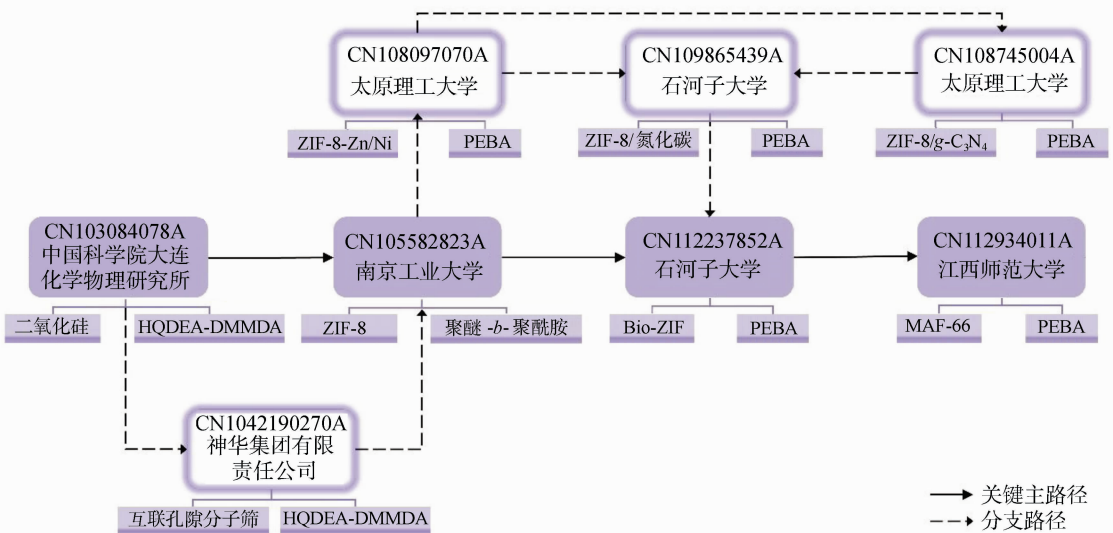 CN108097070A
太原理工大学
ZIF-8-Zn/Ni
PEBA
CN109865439A
石河子大学
ZIF-8/氮化碳
PEBA
CN108745004A
太原理工大学
ZIF-8/g-C₃N₄
PEBA
CN103084078A
中国科学院大连
化学物理研究所
二氧化硅
HQDEA-DMMDA
CN105582823A
南京工业大学
ZIF-8
聚醚-b-聚酰胺
CN112237852A
石河子大学
Bio-ZIF
PEBA
CN112934011A
江西师范大学
MAF-66
PEBA
CN1042190270A
神华集团有限
责任公司
互联孔隙分子筛
HQDEA-DMMDA
关键主路径
分支路径